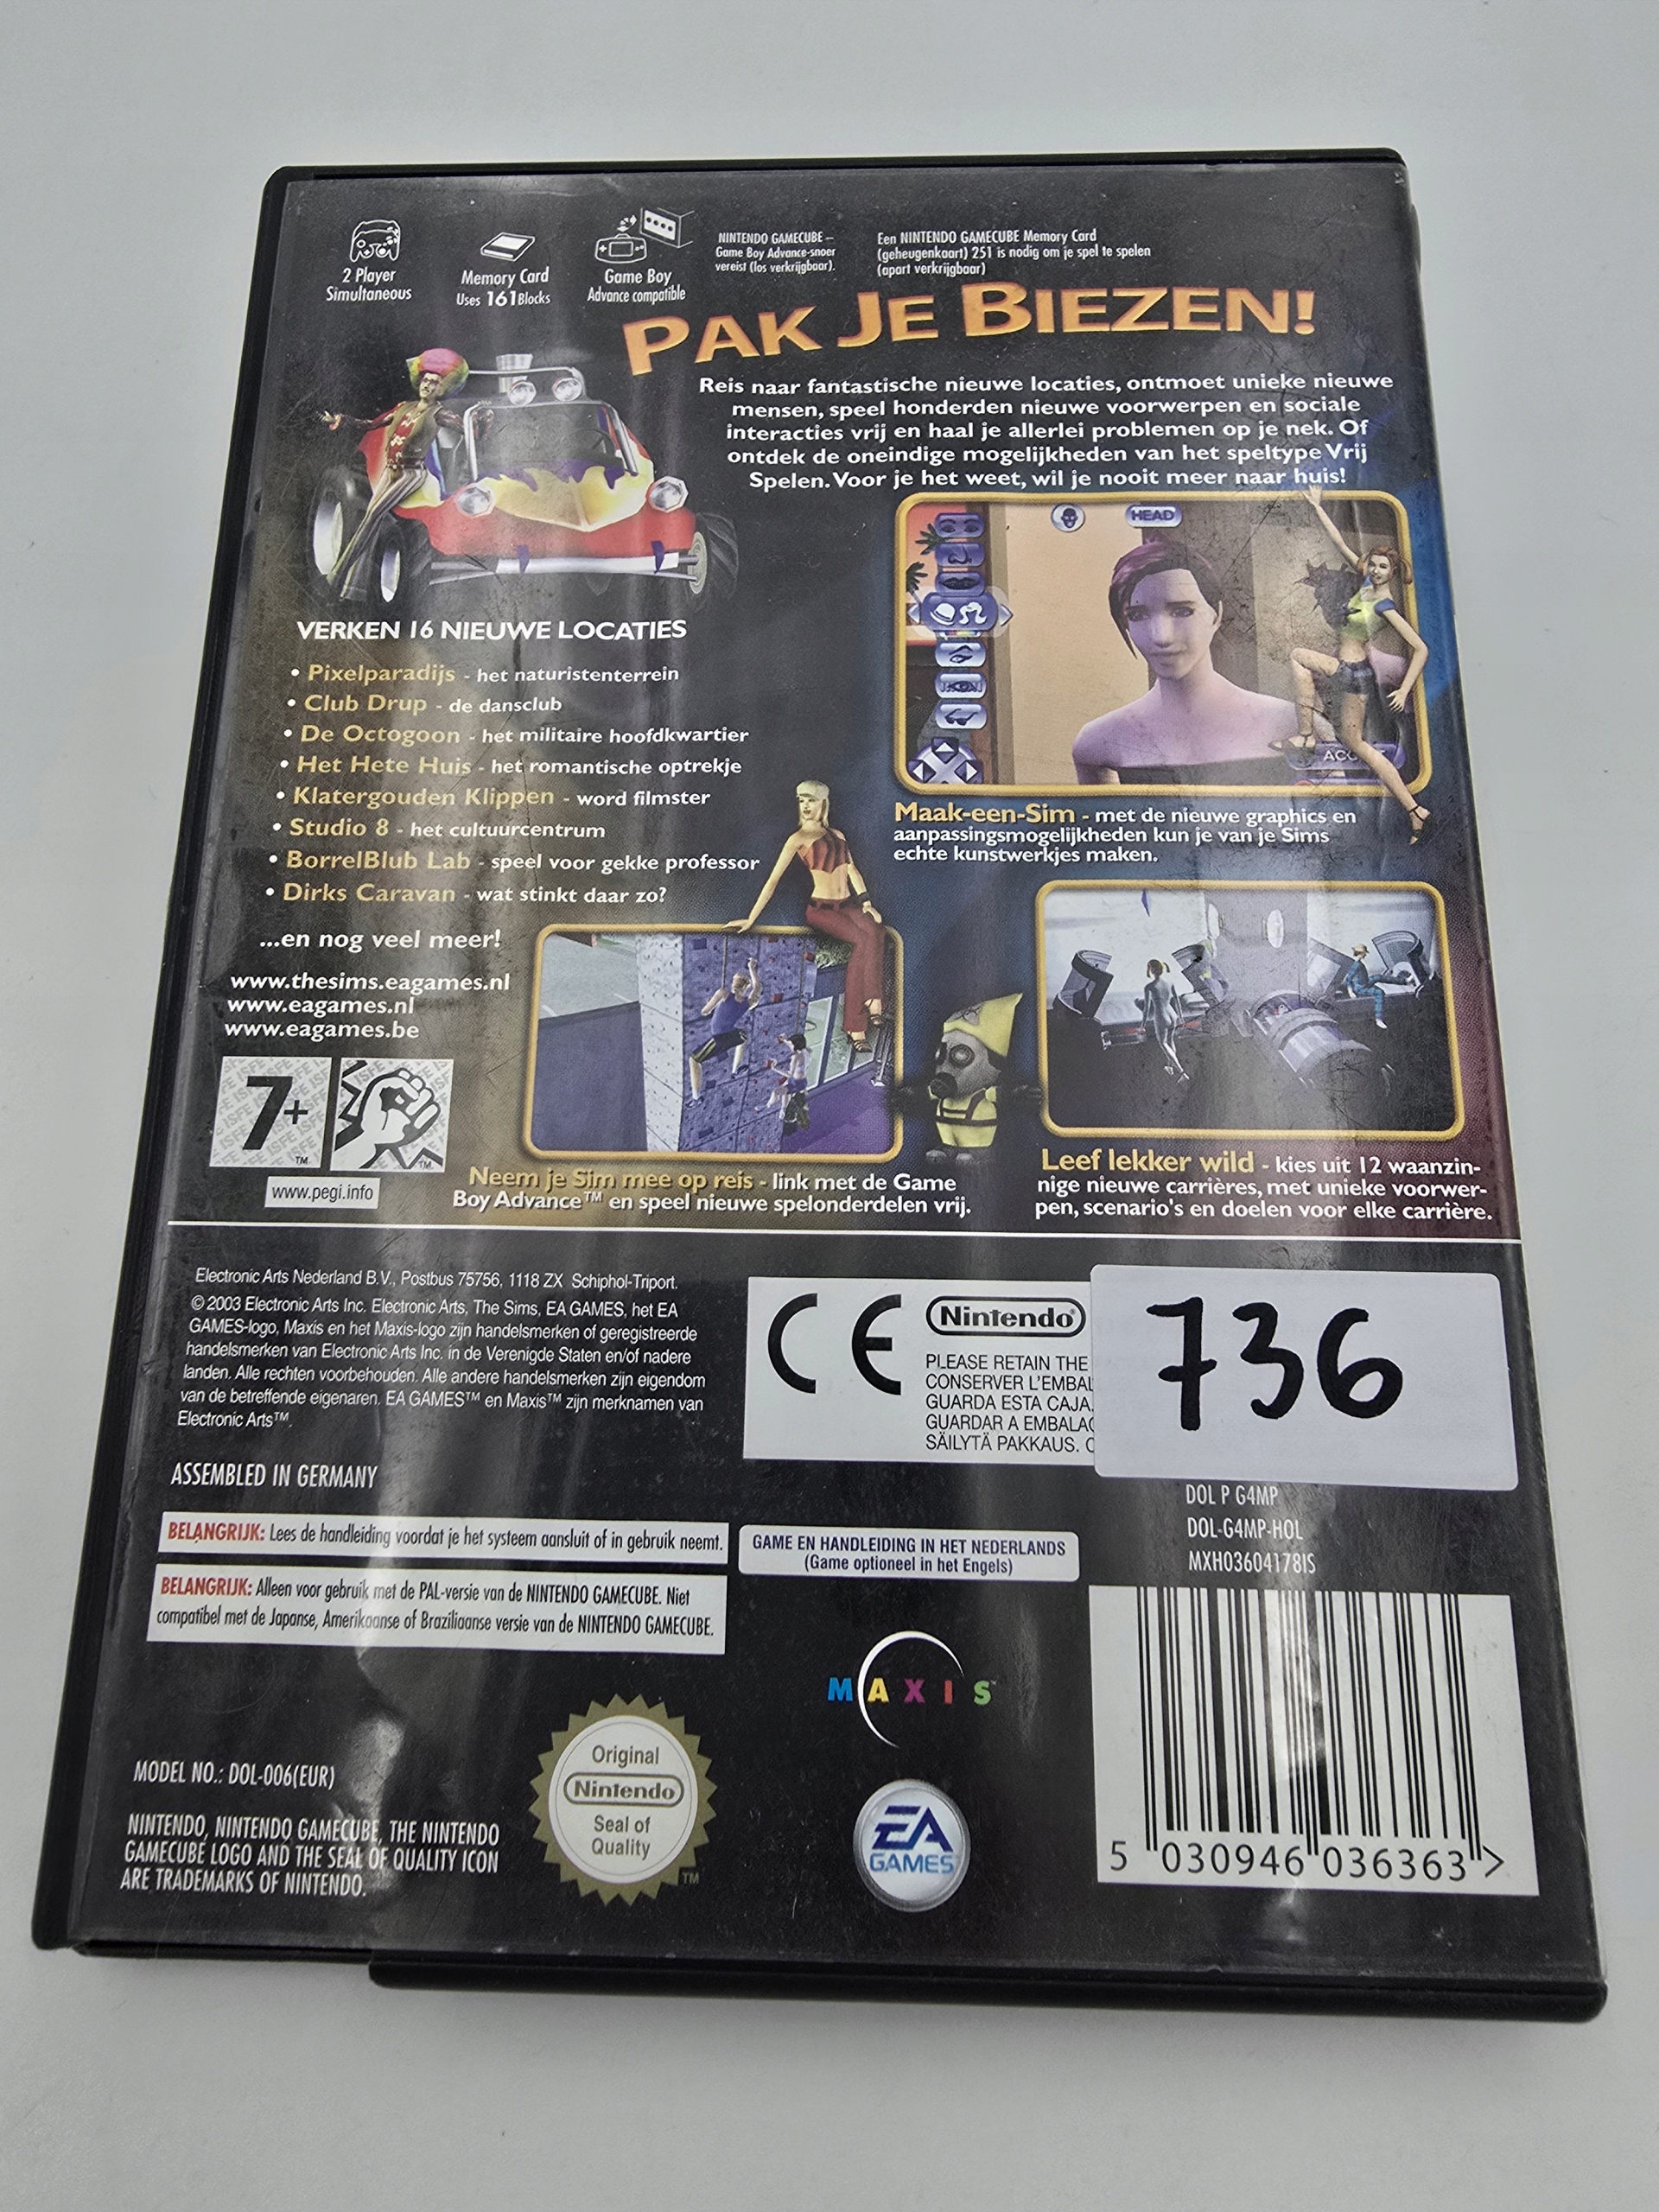 2 Player
Simultaneous
Memory Card
Uses 161 Blocks
Game Boy
Advance compatible
NINTENDO GAMECUBE –
Game Boy Advance-snoer
vereist (los verkrijgbaar).
Een NINTENDO GAMECUBE Memory Card
(geheugenkaart) 251 is nodig om je spel te spelen
(apart verkrijgbaar)
PAK JE BIEZEN!
Reis naar fantastische nieuwe locaties, ontmoet unieke nieuwe
mensen, speel honderden nieuwe voorwerpen en sociale
interacties vrij en haal je allerlei problemen op je nek. Of
ontdek de oneindige mogelijkheden van het speltype Vrij
Spelen. Voor je het weet, wil je nooit meer naar huis!
HEAD
VERKEN 16 NIEUWE LOCATIES
• Pixelparadijs - het naturistenterrein
• Club Drup - de dansclub
• De Octogoon - het militaire hoofdkwartier
• Het Hete Huis - het romantische optrekje
• Klatergouden Klippen - word filmster
• Studio 8 - het cultuurcentrum
• BorrelBlub Lab - speel voor gekke professor
• Dirks Caravan - wat stinkt daar zo?
...en nog veel meer!
www.thesims.eagames.nl
www.eagames.nl
www.eagames.be
Maak-een-Sim - met de nieuwe graphics en
aanpassingsmogelijkheden kun je van je Sims
echte kunstwerkjes maken.
7+
TM
TM
www.pegi.info
Neem je Sim mee op reis - link met de Game
Boy Advance™ en speel nieuwe spelonderdelen vrij.
Leef lekker wild - kies uit 12 waanzin-
nige nieuwe carrières, met unieke voorwer-
pen, scenario's en doelen voor elke carrière.
Electronic Arts Nederland B.V., Postbus 75756, 1118 ZX Schiphol-Triport.
© 2003 Electronic Arts Inc. Electronic Arts, The Sims, EA GAMES, het EA
GAMES-logo, Maxis en het Maxis-logo zijn handelsmerken of geregistreerde
handelsmerken van Electronic Arts Inc. in de Verenigde Staten en/of nadere
landen. Alle rechten voorbehouden. Alle andere handelsmerken zijn eigendom
van de betreffende eigenaren. EA GAMES™ en Maxis™ zijn merknamen van
Electronic Arts™.
ASSEMBLED IN GERMANY
CE
Nintendo®
PLEASE RETAIN THE
CONSERVER L'EMBAL
GUARDA ESTA CAJA.
GUARDAR A EMBALAG
SÄILYTÄ PAKKAUS.
736
DOL P G4MP
DOL-G4MP-HOL
MXH03604178IS
BELANGRIJK: Lees de handleiding voordat je het systeem aansluit of in gebruik neemt.
BELANGRIJK: Alleen voor gebruik met de PAL-versie van de NINTENDO GAMECUBE. Niet
compatibel met de Japanse, Amerikaanse of Braziliaanse versie van de NINTENDO GAMECUBE.
GAME EN HANDLEIDING IN HET NEDERLANDS
(Game optioneel in het Engels)
MAXIS™
MODEL NO.: DOL-006(EUR)
NINTENDO, NINTENDO GAMECUBE, THE NINTENDO
GAMECUBE LOGO AND THE SEAL OF QUALITY ICON
ARE TRADEMARKS OF NINTENDO.
Original
Nintendo
Seal of
Quality
TM
EA
GAMES
5 030946 036363 >